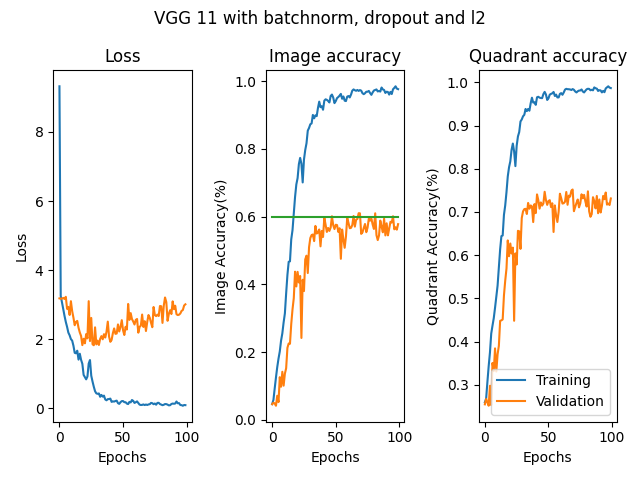 VGG 11 with batchnorm, dropout and l2
Loss
Image accuracy
Quadrant accuracy
Loss
8
6
4
2
0
0
50
100
Epochs
Image Accuracy(%)
1.0
0.8
0.6
0.4
0.2
0.0
0
50
100
Epochs
Quadrant Accuracy(%)
1.0
0.9
0.8
0.7
0.6
0.5
0.4
0.3
Training
Validation
0
50
100
Epochs